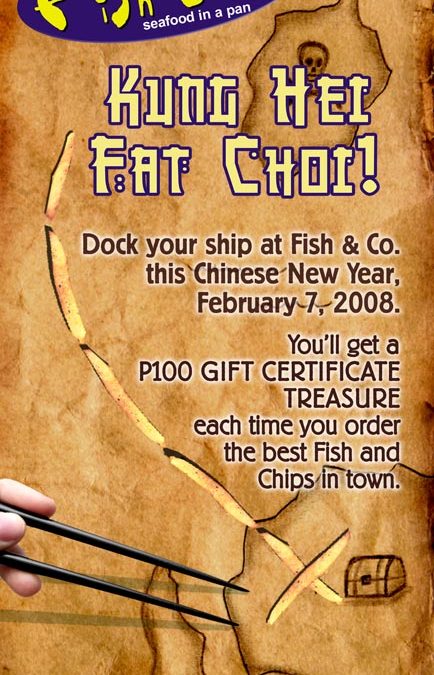 seafood in a pan
KUNG HEI
FAT CHOI!
Dock your ship at Fish & Co.
this Chinese New Year,
February 7, 2008.
You'll get a
P100 GIFT CERTIFICATE
TREASURE
each time you order
the best Fish and
Chips in town.